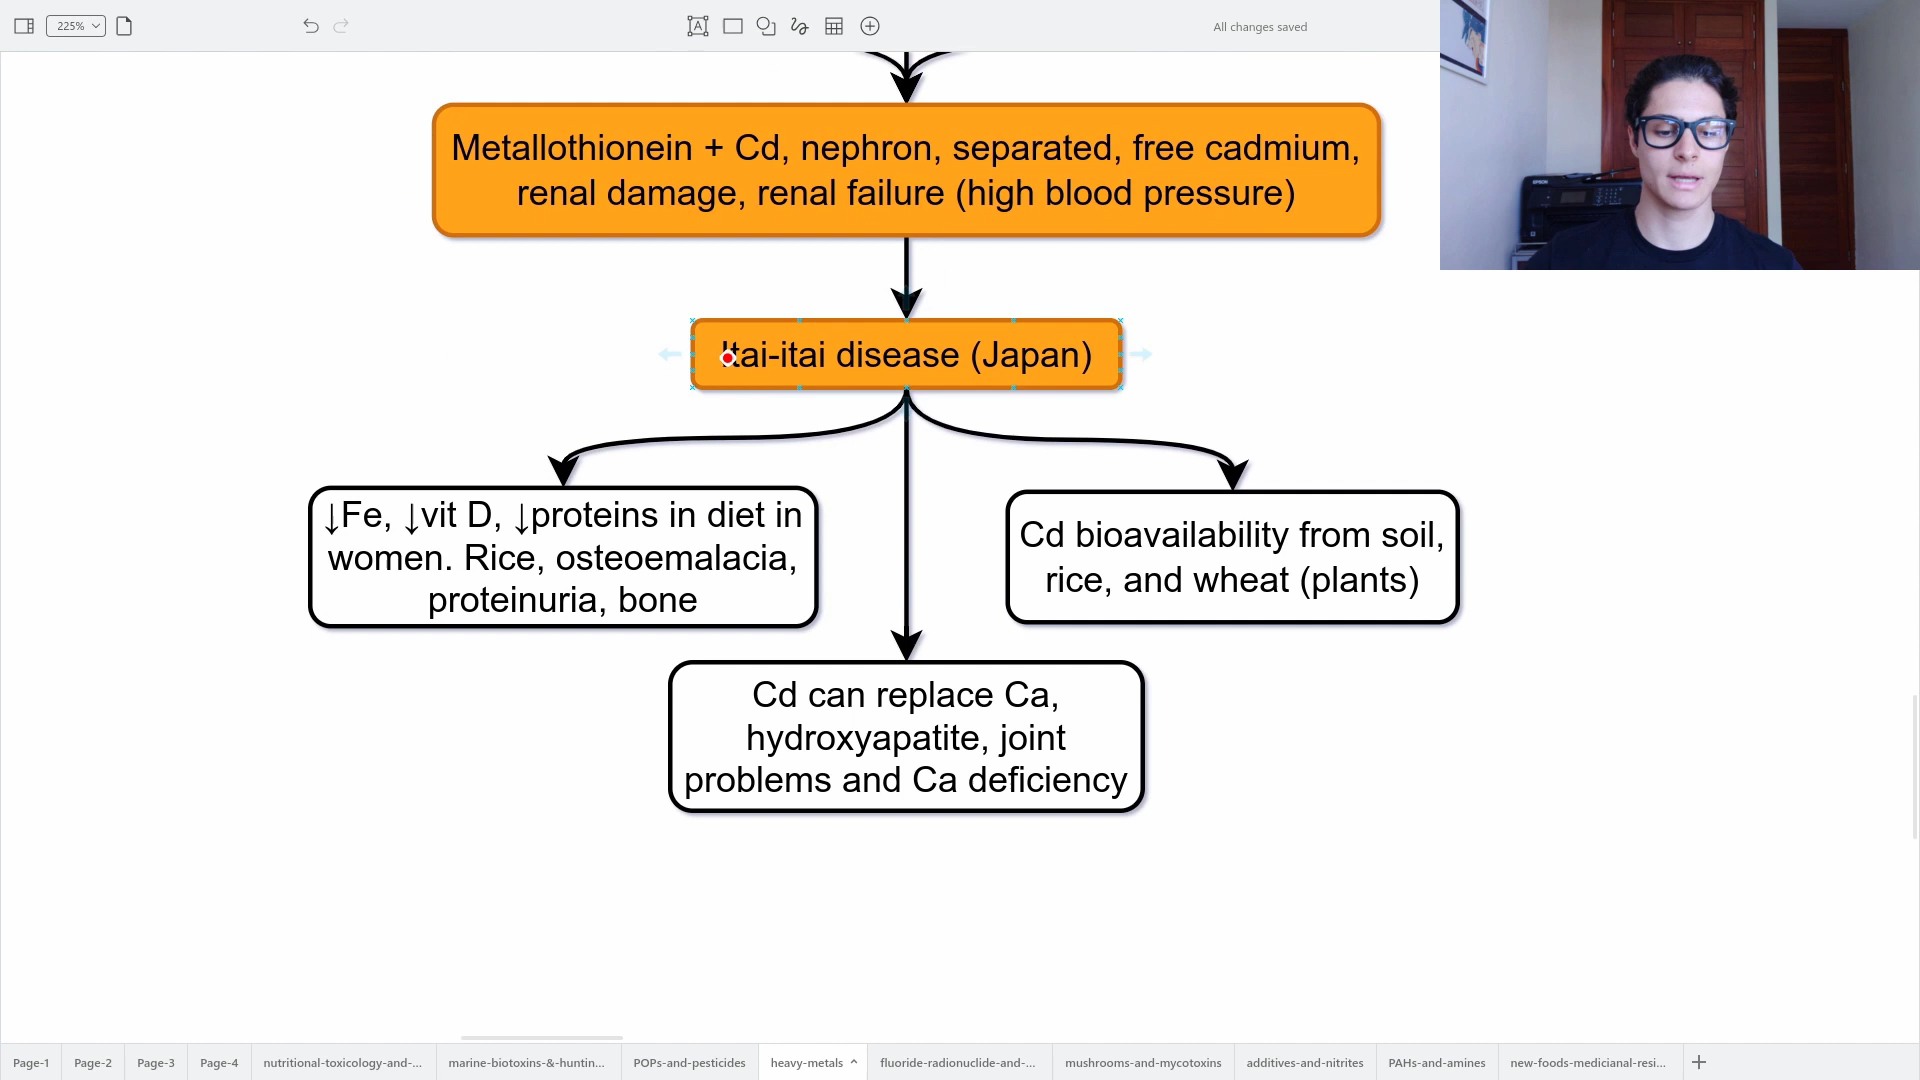 225%
All changes saved
Metallothionein + Cd, nephron, separated, free cadmium,
renal damage, renal failure (high blood pressure)
Itai-itai disease (Japan)
↓Fe, ↓vit D, ↓proteins in diet in
women. Rice, osteoemalacia,
proteinuria, bone
Cd bioavailability from soil,
rice, and wheat (plants)
Cd can replace Ca,
hydroxyapatite, joint
problems and Ca deficiency
Page-1 Page-2 Page-3 Page-4 nutritional-toxicology-and-... marine-biotoxins-&-huntin... POPs-and-pesticides heavy-metals fluoride-radionuclide-and-... mushrooms-and-mycotoxins additives-and-nitrites PAHs-and-amines new-foods-medicianal-resi...